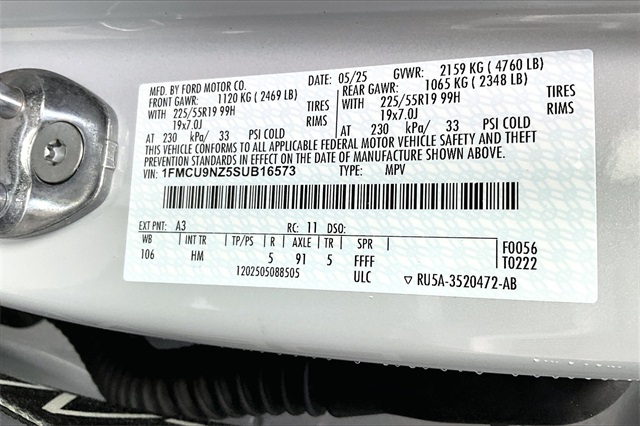 MFD. BY FORD MOTOR CO. DATE: 05/25 GVWR: 2159 KG ( 4760 LB)
FRONT GAWR: 1120 KG ( 2469 LB) REAR GAWR: 1065 KG ( 2348 LB)
WITH 225/55R19 99H TIRES WITH 225/55R19 99H TIRES
19x7.0J RIMS 19x7.0J RIMS
AT 230 kPa/ 33 PSI COLD AT 230 kPa/ 33 PSI COLD
THIS VEHICLE CONFORMS TO ALL APPLICABLE FEDERAL MOTOR VEHICLE SAFETY AND THEFT
PREVENTION STANDARDS IN EFFECT ON THE DATE OF MANUFACTURE SHOWN ABOVE.
VIN: 1FMCU9NZ5SUB16573 TYPE: MPV
EXT PNT: A3 RC: 11 DSO:
WB INT TR TP/PS R AXLE TR SPR F0056
106 HM 5 91 5 FFFF T0222
120250508505 ULC RU5A-3520472-AB